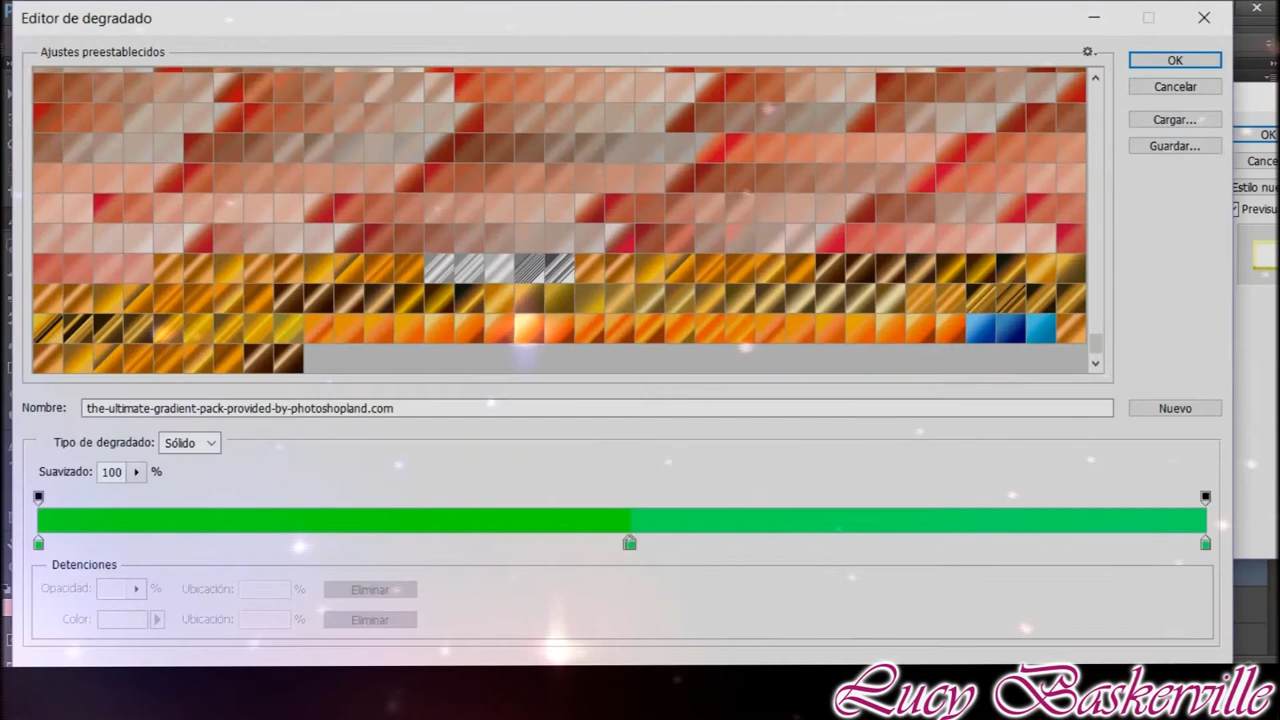 Editor de degradado
Ajustes preestablecidos
OK
Cancelar
Cargar...
Guardar...
OK
Cance
Estilo nue
Previsu
Nombre: the-ultimate-gradient-pack-provided-by-photoshopland.com
Nuevo
Tipo de degradado: Sólido
Suavizado: 100 %
Detenciones
Opacidad: % Ubicación: % Eliminar
Color: Ubicación: % Eliminar
Lucy Baskerville